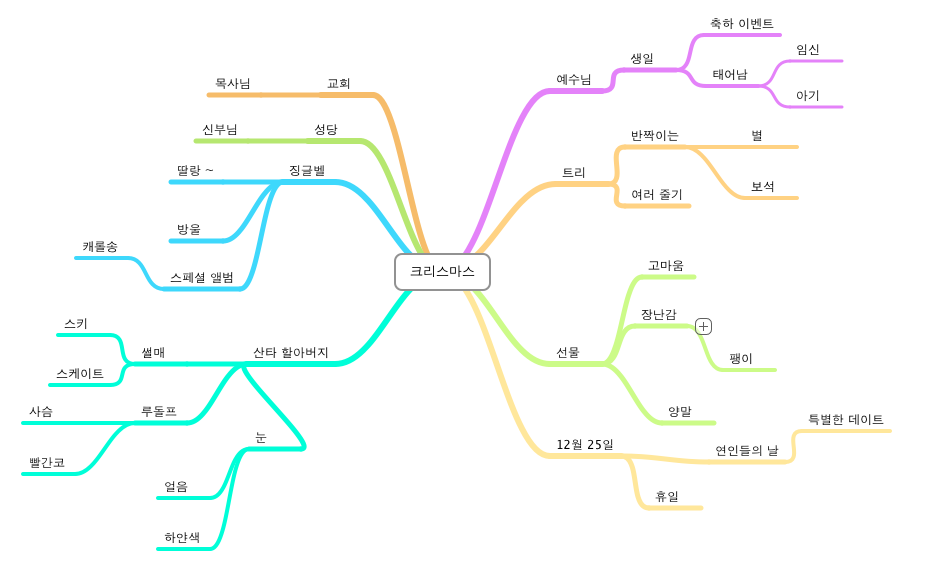 크리스마스
예수님
생일
축하 이벤트
태어남
임신
아기
트리
반짝이는
별
보석
여러 줄기
선물
고마움
장난감
팽이
양말
12월 25일
연인들의 날
특별한 데이트
휴일
교회
목사님
성당
신부님
징글벨
딸랑 ~
방울
스페셜 앨범
캐롤송
산타 할아버지
썰매
스키
스케이트
루돌프
사슴
빨간코
눈
얼음
하얀색